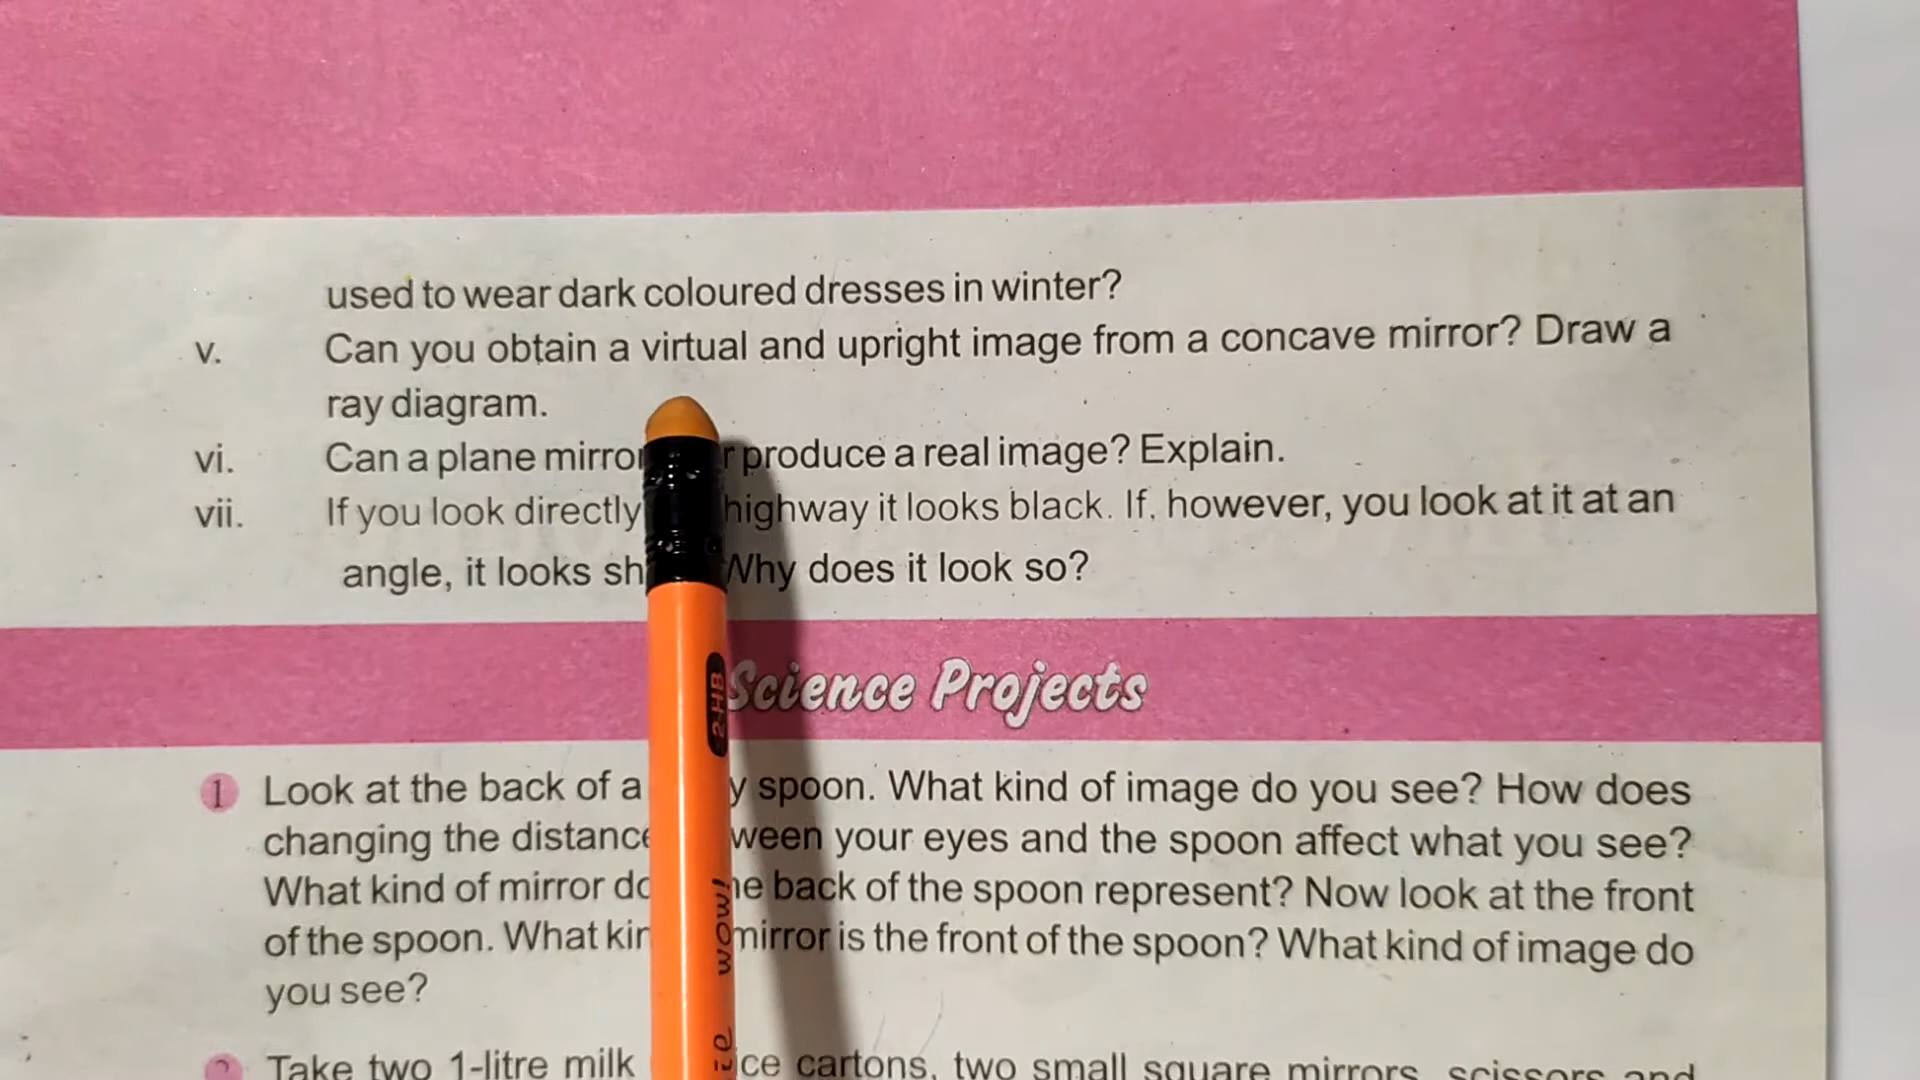 used to wear dark coloured dresses in winter?
v. Can you obtain a virtual and upright image from a concave mirror? Draw a
ray diagram.
vi. Can a plane produce a real image? Explain.
vii. If you look directly highway it looks black. If, however, you look at it at an
angle, it looks Why does it look so?
Science Projects
1 Look at the back of a spoon. What kind of image do you see? How does
changing the distance your eyes and the spoon affect what you see?
What kind of mirror back of the spoon represent? Now look at the front
of the spoon. What mirror is the front of the spoon? What kind of image do
you see?
2 Take two 1-litre milk cartons, two small square mirrors, scissors and
2-HB
wow!